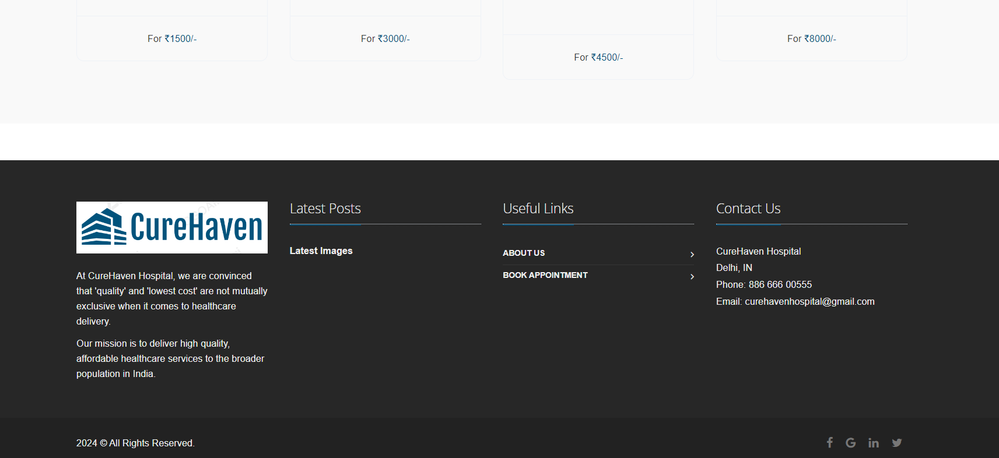 For ₹1500/-
For ₹3000/-
For ₹4500/-
For ₹8000/-
CureHaven
At CureHaven Hospital, we are convinced
that 'quality' and 'lowest cost' are not mutually
exclusive when it comes to healthcare
delivery.
Our mission is to deliver high quality,
affordable healthcare services to the broader
population in India.
Latest Posts
Latest Images
Useful Links
ABOUT US
BOOK APPOINTMENT
Contact Us
CureHaven Hospital
Delhi, IN
Phone: 886 666 00555
Email: curehavenhospital@gmail.com
2024 © All Rights Reserved.